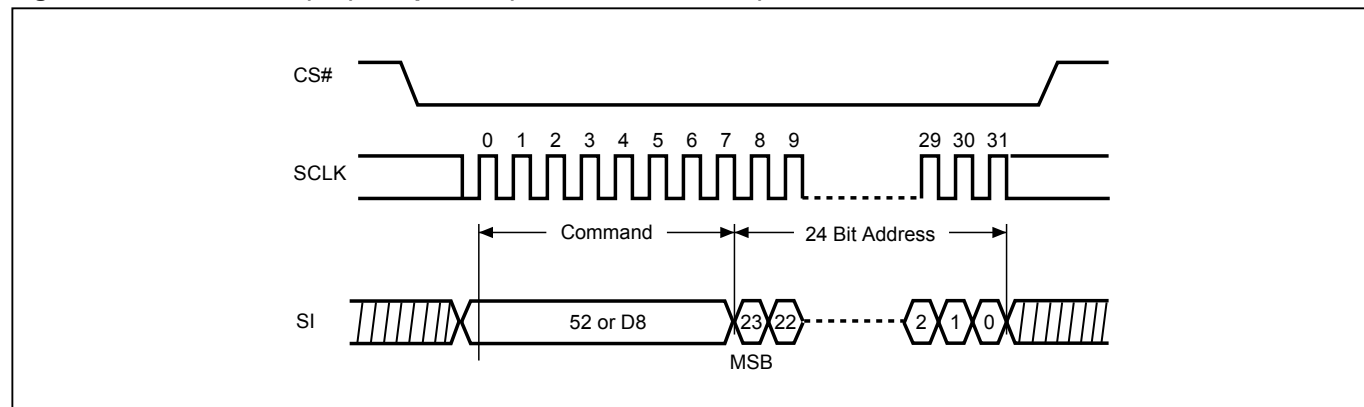 CS#
0 1 2 3 4 5 6 7 8 9 29 30 31
SCLK
Command 24 Bit Address
SI 52 or D8 23 22 2 1 0
MSB